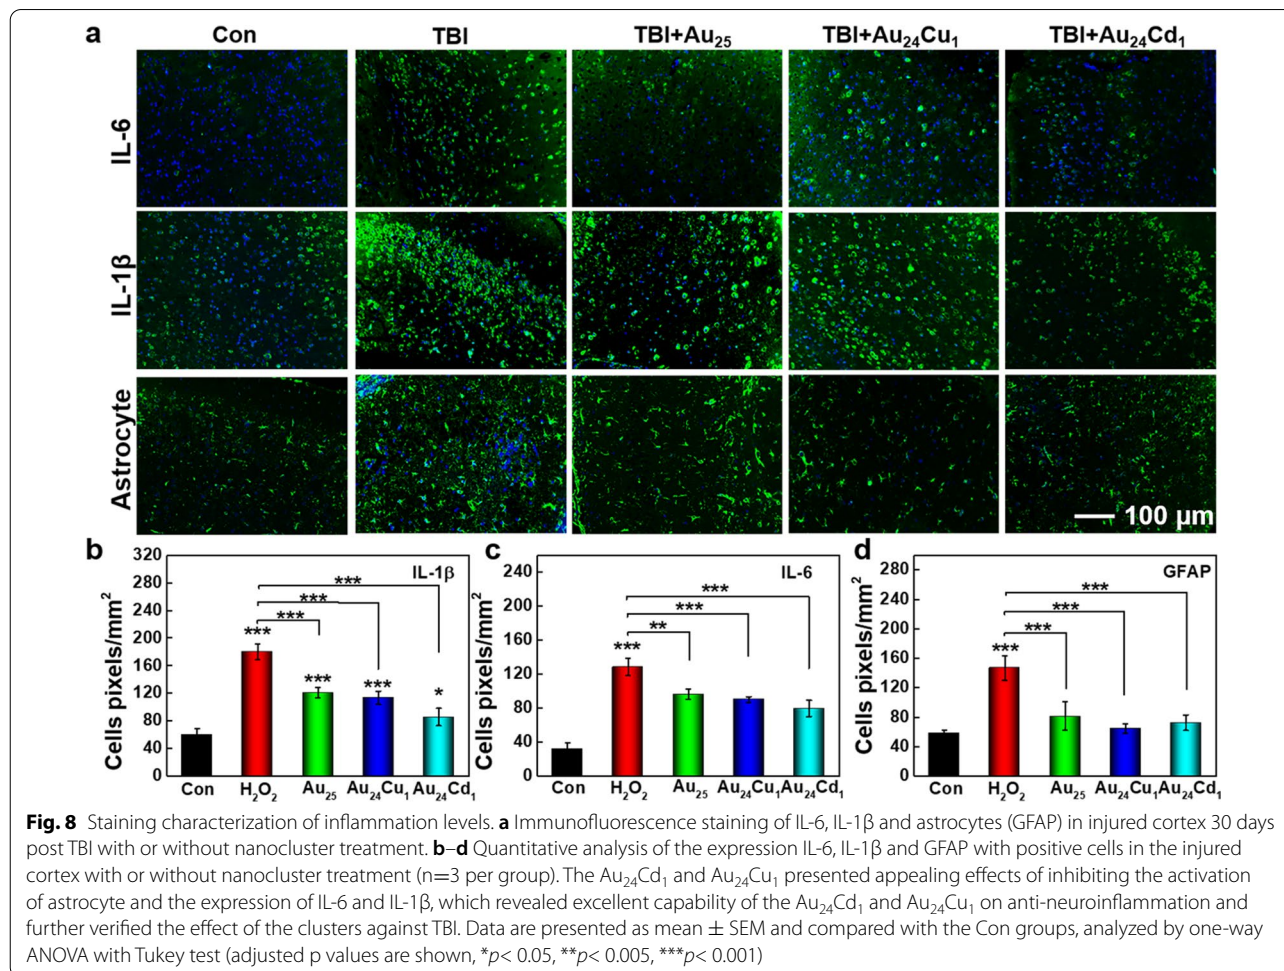 a
Con TBI TBI+Au₂₅ TBI+Au₂₄Cu₁ TBI+Au₂₄Cd₁
IL-6
IL-1β
Astrocyte
100 µm
b
Cells pixels/mm²
320
280
240
200
160
120
80
40
0
IL-1β
***
***
***
***
***
***
*
Con H₂O₂ Au₂₅ Au₂₄Cu₁ Au₂₄Cd₁
c
Cells pixels/mm²
240
200
160
120
80
40
0
IL-6
***
***
**
***
Con H₂O₂ Au₂₅ Au₂₄Cu₁ Au₂₄Cd₁
d
Cells pixels/mm²
280
240
200
160
120
80
40
0
GFAP
***
***
***
***
Con H₂O₂ Au₂₅ Au₂₄Cu₁ Au₂₄Cd₁
Fig. 8 Staining characterization of inflammation levels. a Immunofluorescence staining of IL-6, IL-1β and astrocytes (GFAP) in injured cortex 30 days
post TBI with or without nanocluster treatment. b–d Quantitative analysis of the expression IL-6, IL-1β and GFAP with positive cells in the injured
cortex with or without nanocluster treatment (n=3 per group). The Au₂₄Cd₁ and Au₂₄Cu₁ presented appealing effects of inhibiting the activation
of astrocyte and the expression of IL-6 and IL-1β, which revealed excellent capability of the Au₂₄Cd₁ and Au₂₄Cu₁ on anti-neuroinflammation and
further verified the effect of the clusters against TBI. Data are presented as mean ± SEM and compared with the Con groups, analyzed by one-way
ANOVA with Tukey test (adjusted p values are shown, *p< 0.05, **p< 0.005, ***p< 0.001)